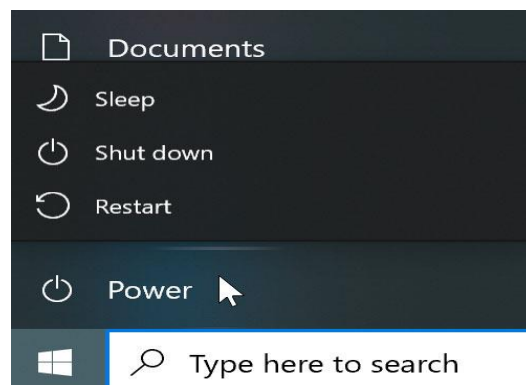 Documents
Sleep
Shut down
Restart
Power
Type here to search